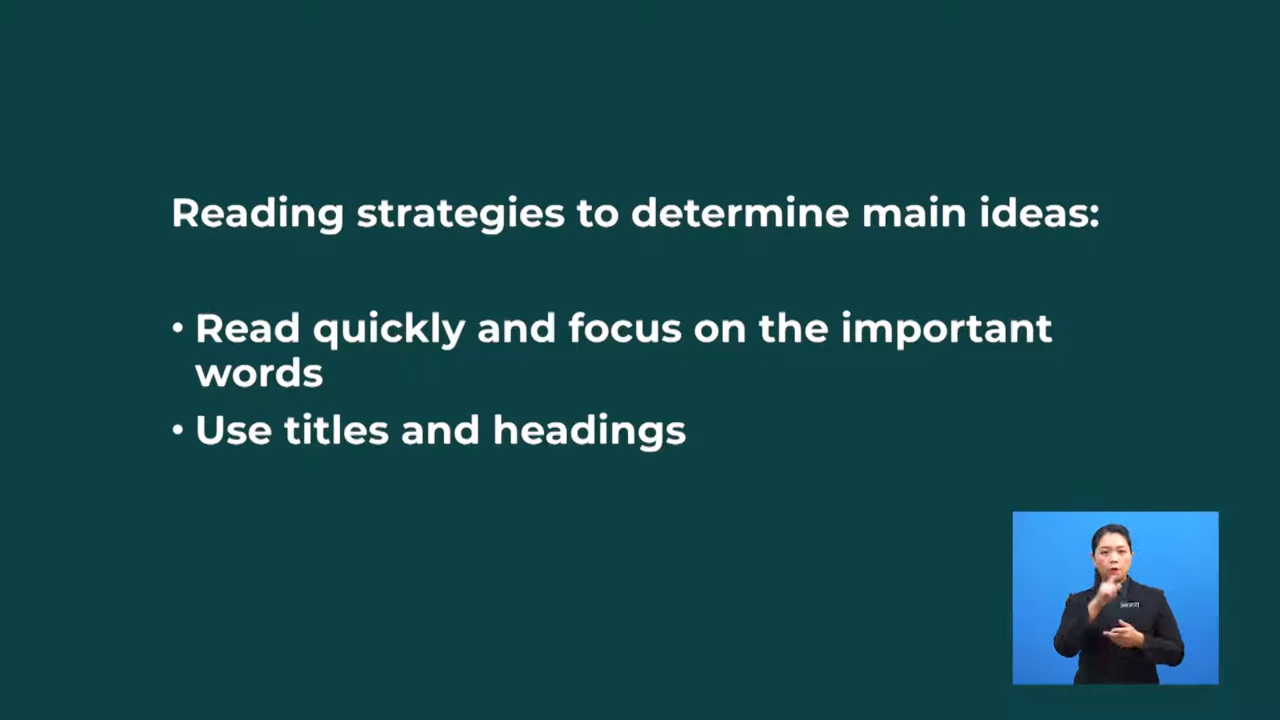 Reading strategies to determine main ideas:
• Read quickly and focus on the important
words
• Use titles and headings